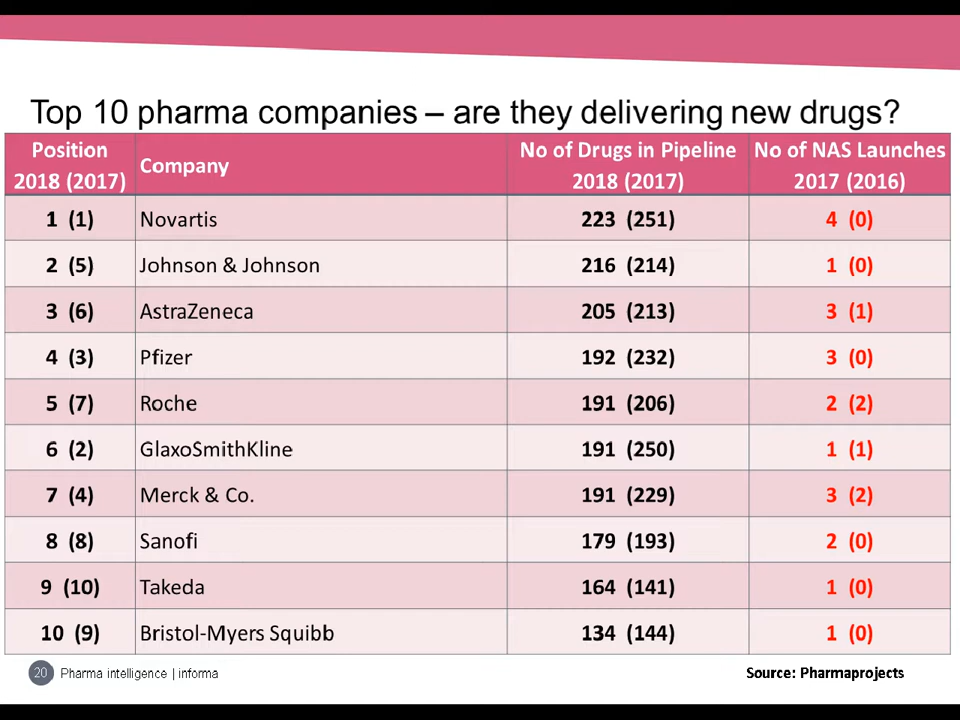 Top 10 pharma companies – are they delivering new drugs?
Position 2018 (2017) Company No of Drugs in Pipeline 2018 (2017) No of NAS Launches 2017 (2016)
1 (1) Novartis 223 (251) 4 (0)
2 (5) Johnson & Johnson 216 (214) 1 (0)
3 (6) AstraZeneca 205 (213) 3 (1)
4 (3) Pfizer 192 (232) 3 (0)
5 (7) Roche 191 (206) 2 (2)
6 (2) GlaxoSmithKline 191 (250) 1 (1)
7 (4) Merck & Co. 191 (229) 3 (2)
8 (8) Sanofi 179 (193) 2 (0)
9 (10) Takeda 164 (141) 1 (0)
10 (9) Bristol-Myers Squibb 134 (144) 1 (0)
20 Pharma intelligence | informa Source: Pharmaprojects